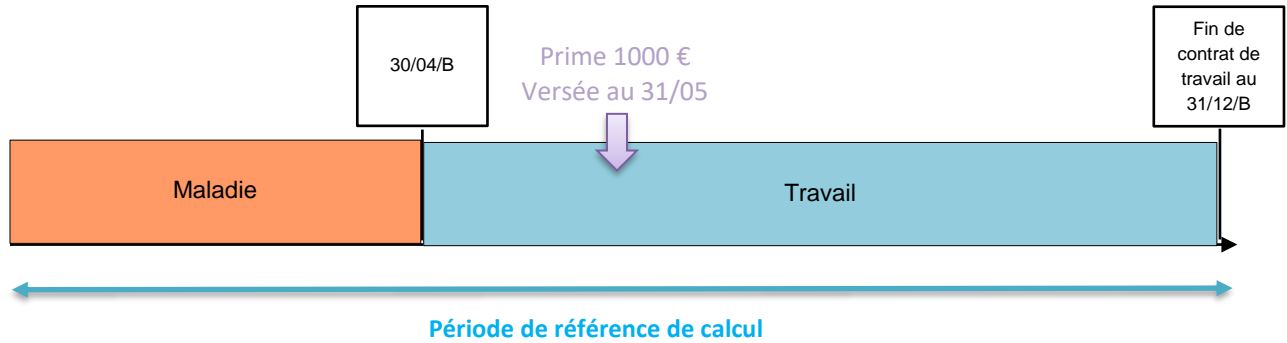 30/04/B
Prime 1000 €
Versée au 31/05
Fin de
contrat de
travail au
31/12/B
Maladie
Travail
Période de référence de calcul